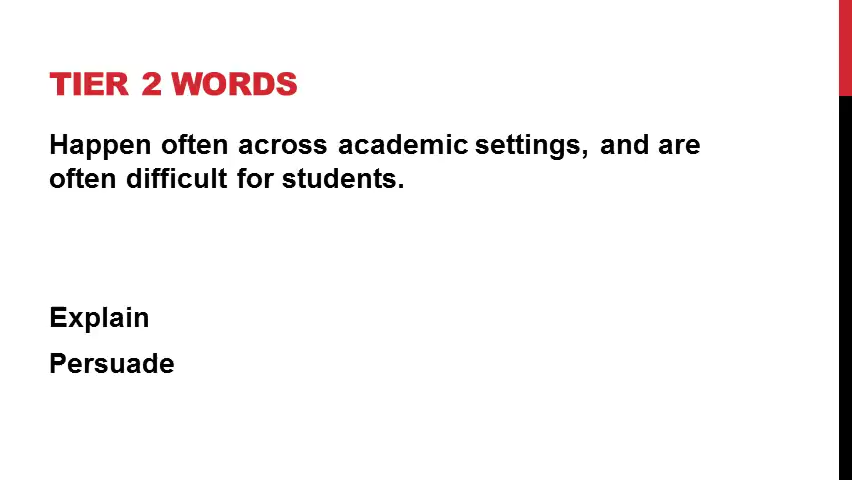 TIER 2 WORDS
Happen often across academic settings, and are
often difficult for students.
Explain
Persuade